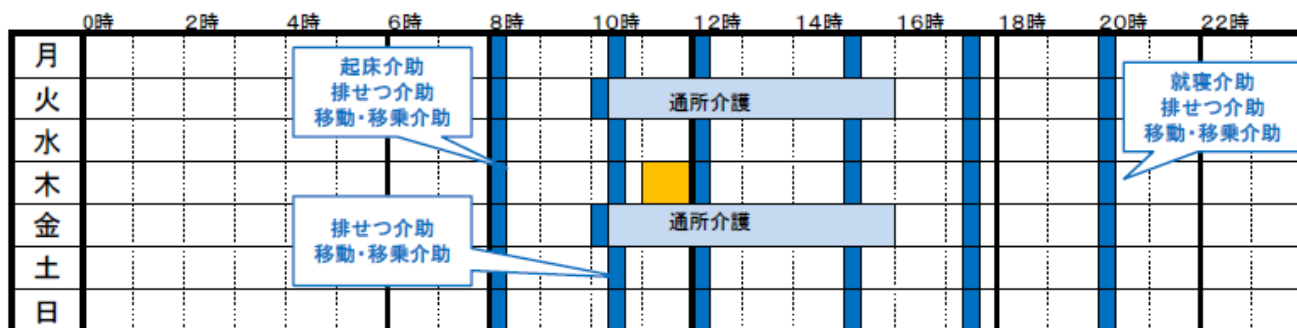 0時 2時 4時 6時 8時 10時 12時 14時 16時 18時 20時 22時
月
起床介助
排せつ介助
移動・移乗介助
就寝介助
排せつ介助
移動・移乗介助
火
通所介護
水
木
金
通所介護
排せつ介助
移動・移乗介助
土
日